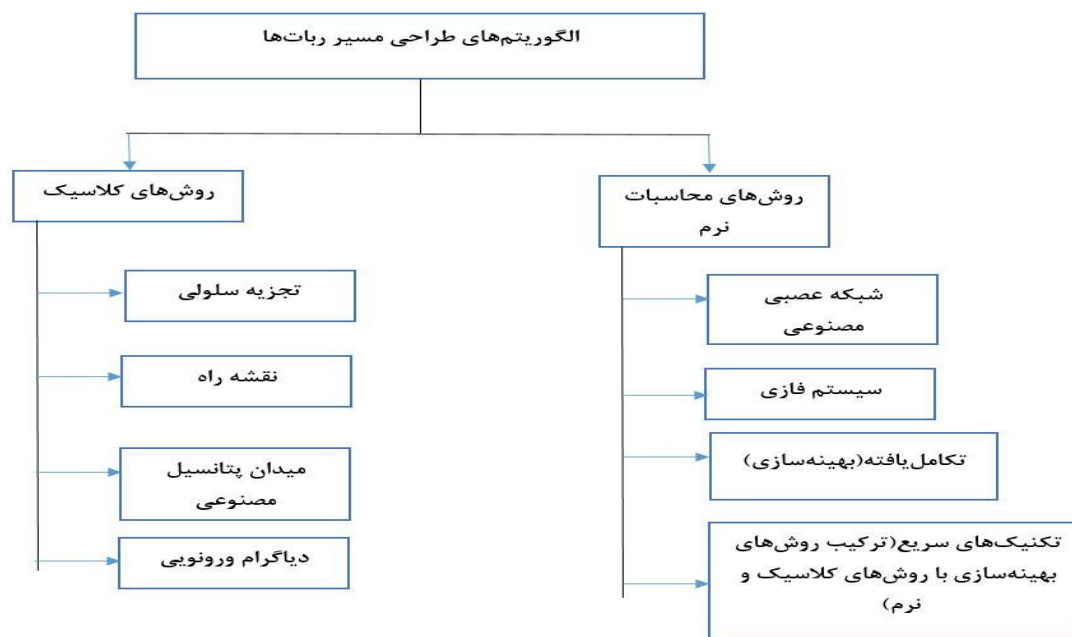 الگوریتم‌های طراحی مسیر ربات‌ها
روش‌های کلاسیک
تجزیه سلولی
نقشه راه
میدان پتانسیل
مصنوعی
دیاگرام ورونویی
روش‌های محاسبات
نرم
شبکه عصبی
مصنوعی
سیستم فازی
تکامل‌یافته(بهینه‌سازی)
تکنیک‌های سریع(ترکیب روش‌های
بهینه‌سازی با روش‌های کلاسیک و
نرم)